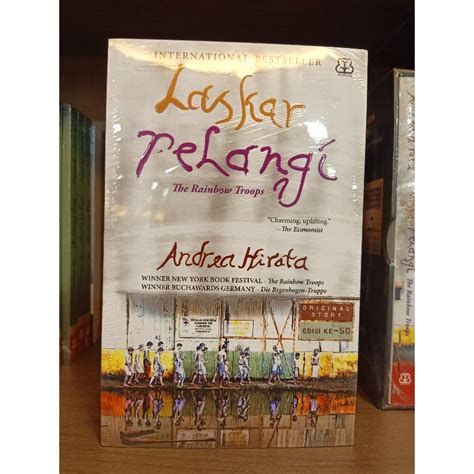 INTERNATIONAL BESTSELLER
Laskar
Pelangi
The Rainbow Troops
"Charming, uplifting."
— The Economist
Andrea Hirata
WINNER NEW YORK BOOK FESTIVAL - The Rainbow Troops
WINNER BUCHAWARDS GERMANY - Die Regenbogen-Truppe
ORIGINAL
STORY
EDISI KE-50